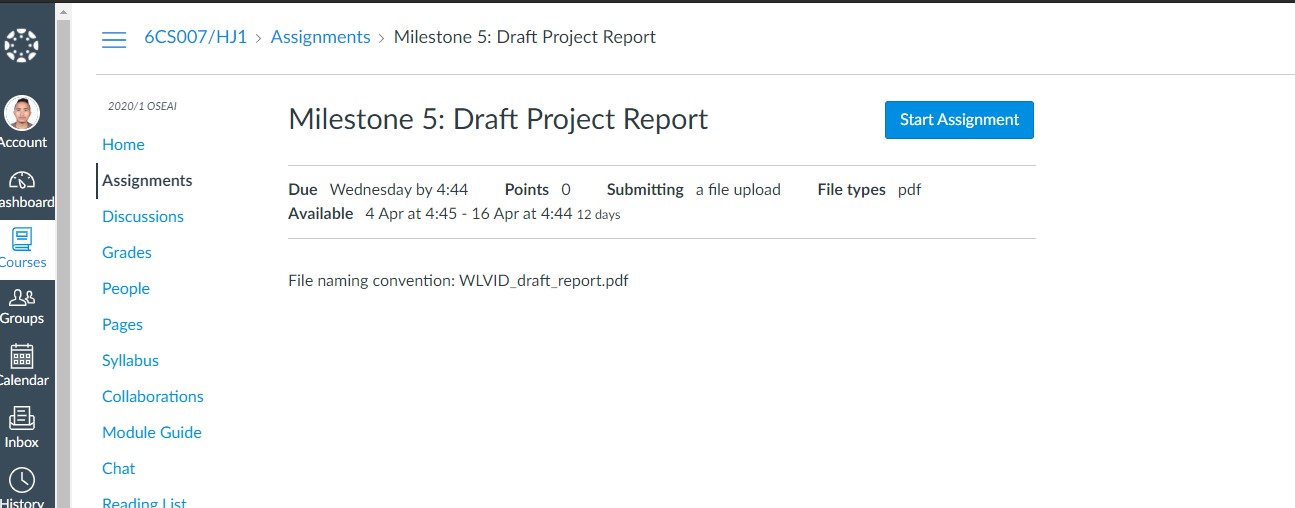 6CS007/HJ1 > Assignments > Milestone 5: Draft Project Report
2020/1 OSEAI
Milestone 5: Draft Project Report
Start Assignment
Due Wednesday by 4:44 Points 0 Submitting a file upload File types pdf
Available 4 Apr at 4:45 - 16 Apr at 4:44 12 days
File naming convention: WLVID_draft_report.pdf
Home
Assignments
Discussions
Grades
People
Pages
Syllabus
Collaborations
Module Guide
Chat
Reading List
Account
ashboard
Courses
Groups
Calendar
Inbox
History